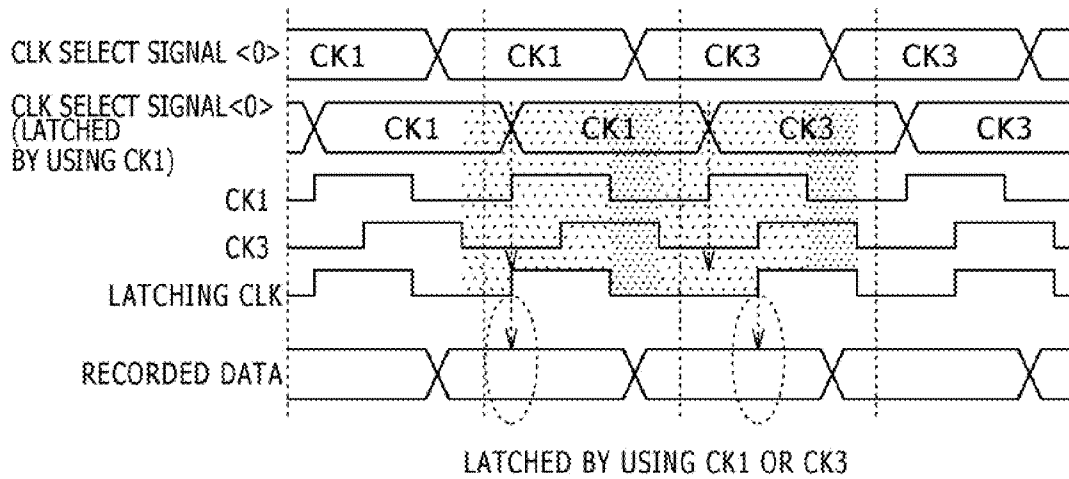 CLK SELECT SIGNAL <0> CK1 CK1 CK3 CK3
CLK SELECT SIGNAL<0>
(LATCHED
BY USING CK1) CK1 CK1 CK3 CK3
CK1
CK3
LATCHING CLK
RECORDED DATA
LATCHED BY USING CK1 OR CK3